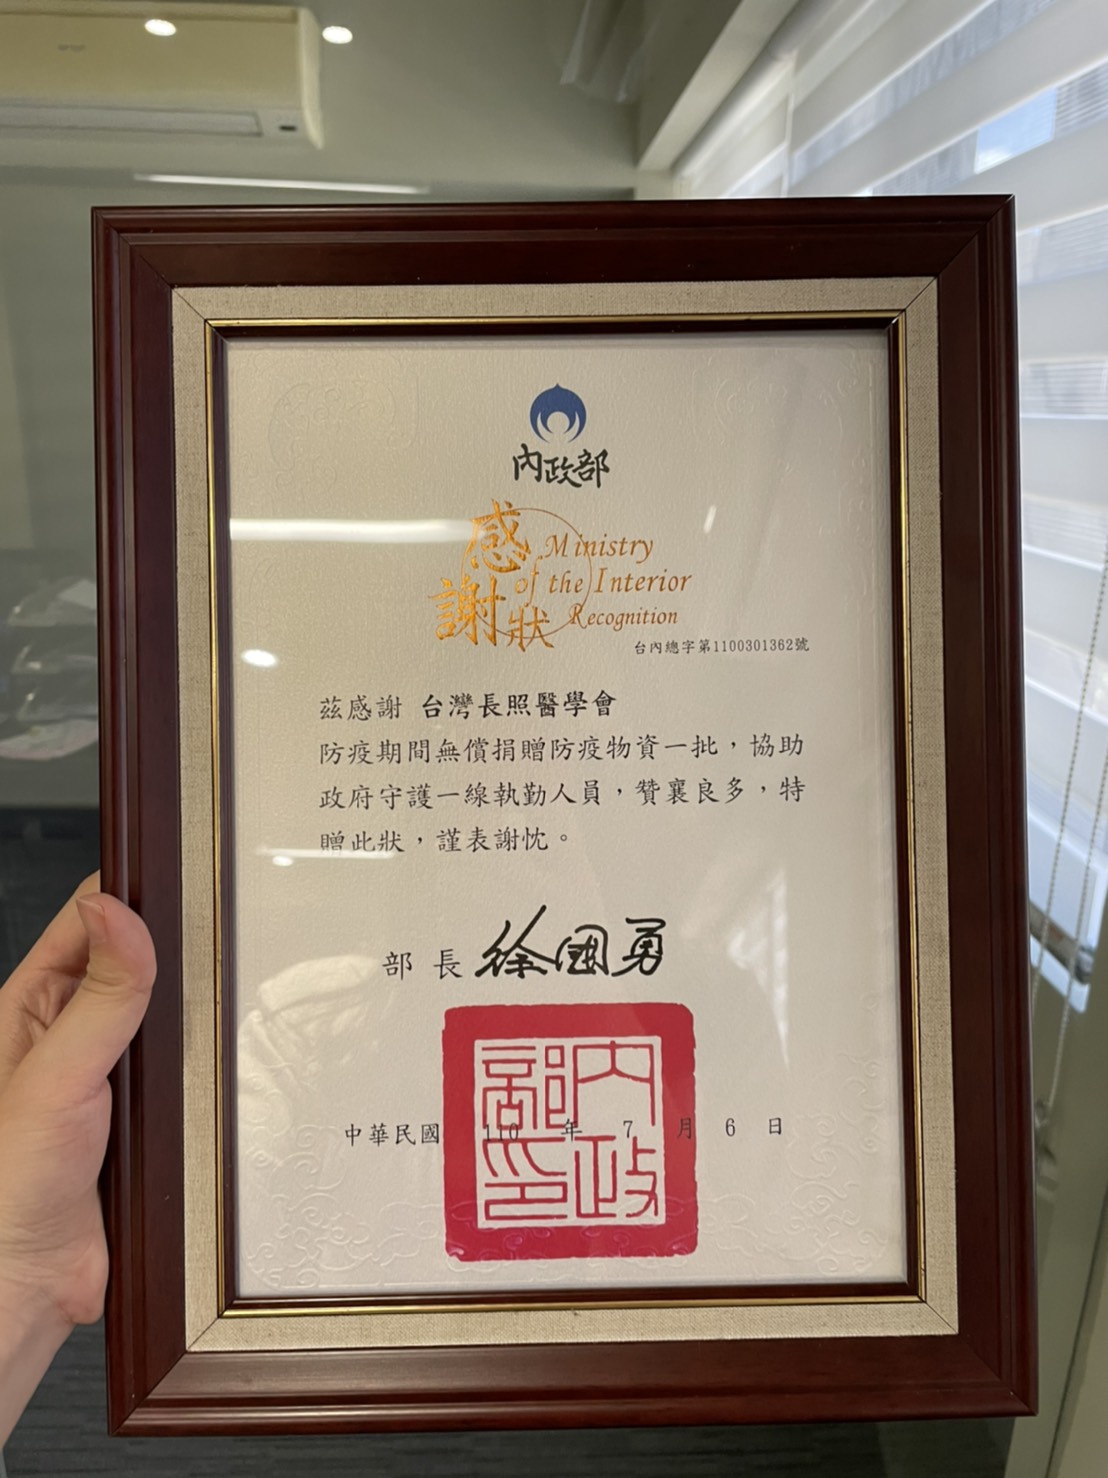 內政部
感謝狀
Ministry
of the Interior
Recognition
台內總字第1100301362號
茲感謝 台灣長照醫學會
防疫期間無償捐贈防疫物資一批，協助
政府守護一線執勤人員，贊襄良多，特
贈此狀，謹表謝忱。
部長 徐國勇
內政部印
中華民國 110 年 7 月 6 日